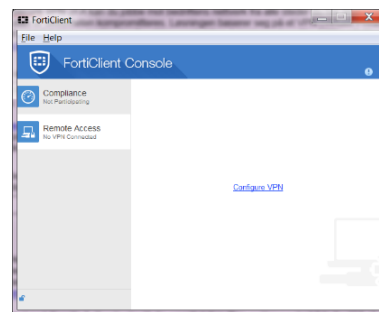 FortiClient
File Help
FortiClient Console
Compliance
Not Participating
Remote Access
No VPN Connected
Configure VPN